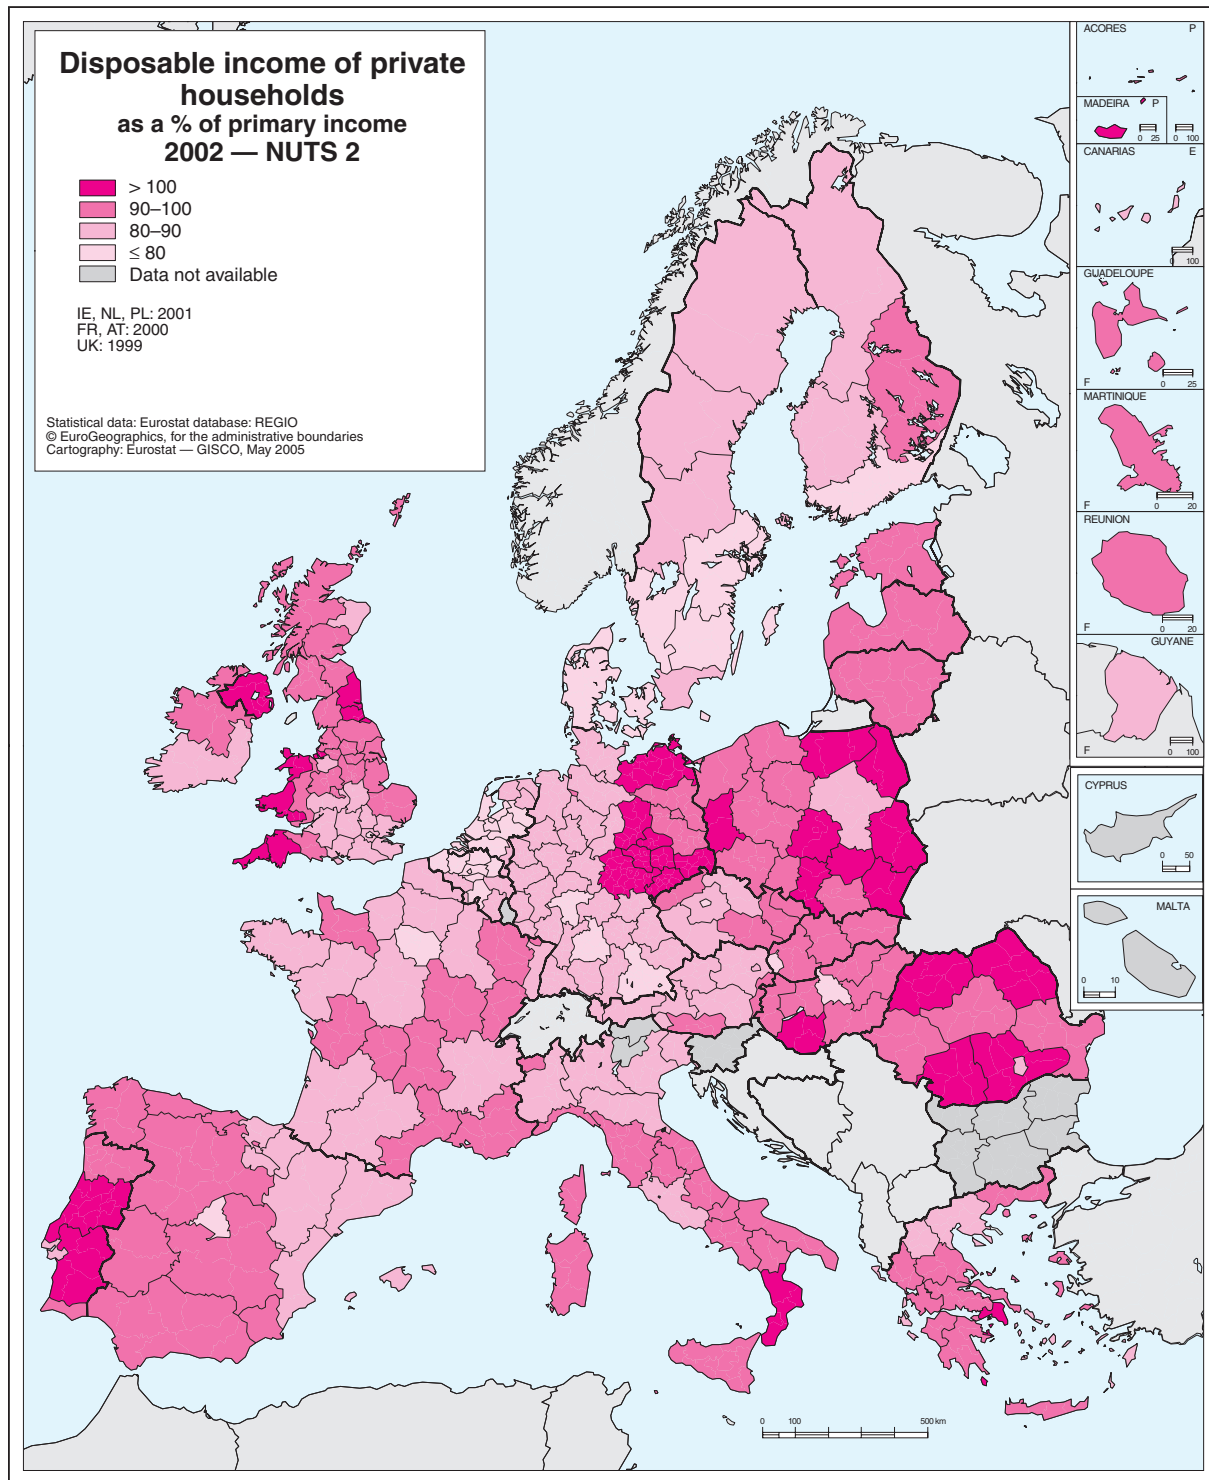 Disposable income of private
households
as a % of primary income
2002 — NUTS 2
> 100
90–100
80–90
≤ 80
Data not available
IE, NL, PL: 2001
FR, AT: 2000
UK: 1999
Statistical data: Eurostat database: REGIO
© EuroGeographics, for the administrative boundaries
Cartography: Eurostat — GISCO, May 2005
ACORES P
MADEIRA P
0 25
0 100
CANARIAS E
0 100
GUADELOUPE
F
0 25
MARTINIQUE
F
0 20
REUNION
F
0 20
GUYANE
F
0 100
CYPRUS
0 50
MALTA
0 10
0 100 500 km